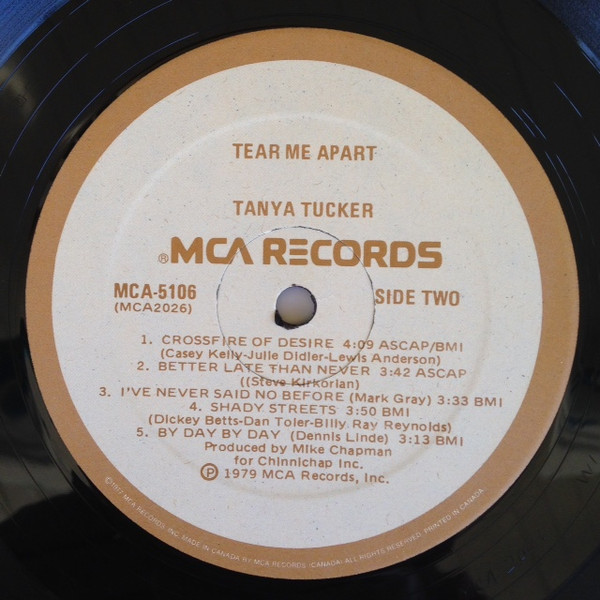 TEAR ME APART
TANYA TUCKER
®MCA RECORDS
MCA-5106 SIDE TWO
(MCA2026)
1. CROSSFIRE OF DESIRE 4:09 ASCAP/BMI
(Casey Kelly-Julie Didler-Lewis Anderson)
2. BETTER LATE THAN NEVER 3:42 ASCAP
((Steve Kirkorian)
3. I'VE NEVER SAID NO BEFORE (Mark Gray) 3:33 BMI
4. SHADY STREETS 3:50 BMI
(Dickey Betts-Dan Toler-Billy Ray Reynolds)
5. BY DAY BY DAY (Dennis Linde) 3:13 BMI
Produced by Mike Chapman
for Chinnichap Inc.
Ⓟ 1979 MCA Records, Inc.
©1977 MCA RECORDS, INC. MADE IN CANADA BY MCA RECORDS (CANADA) ALL RIGHTS RESERVED. PRINTED IN CANADA.